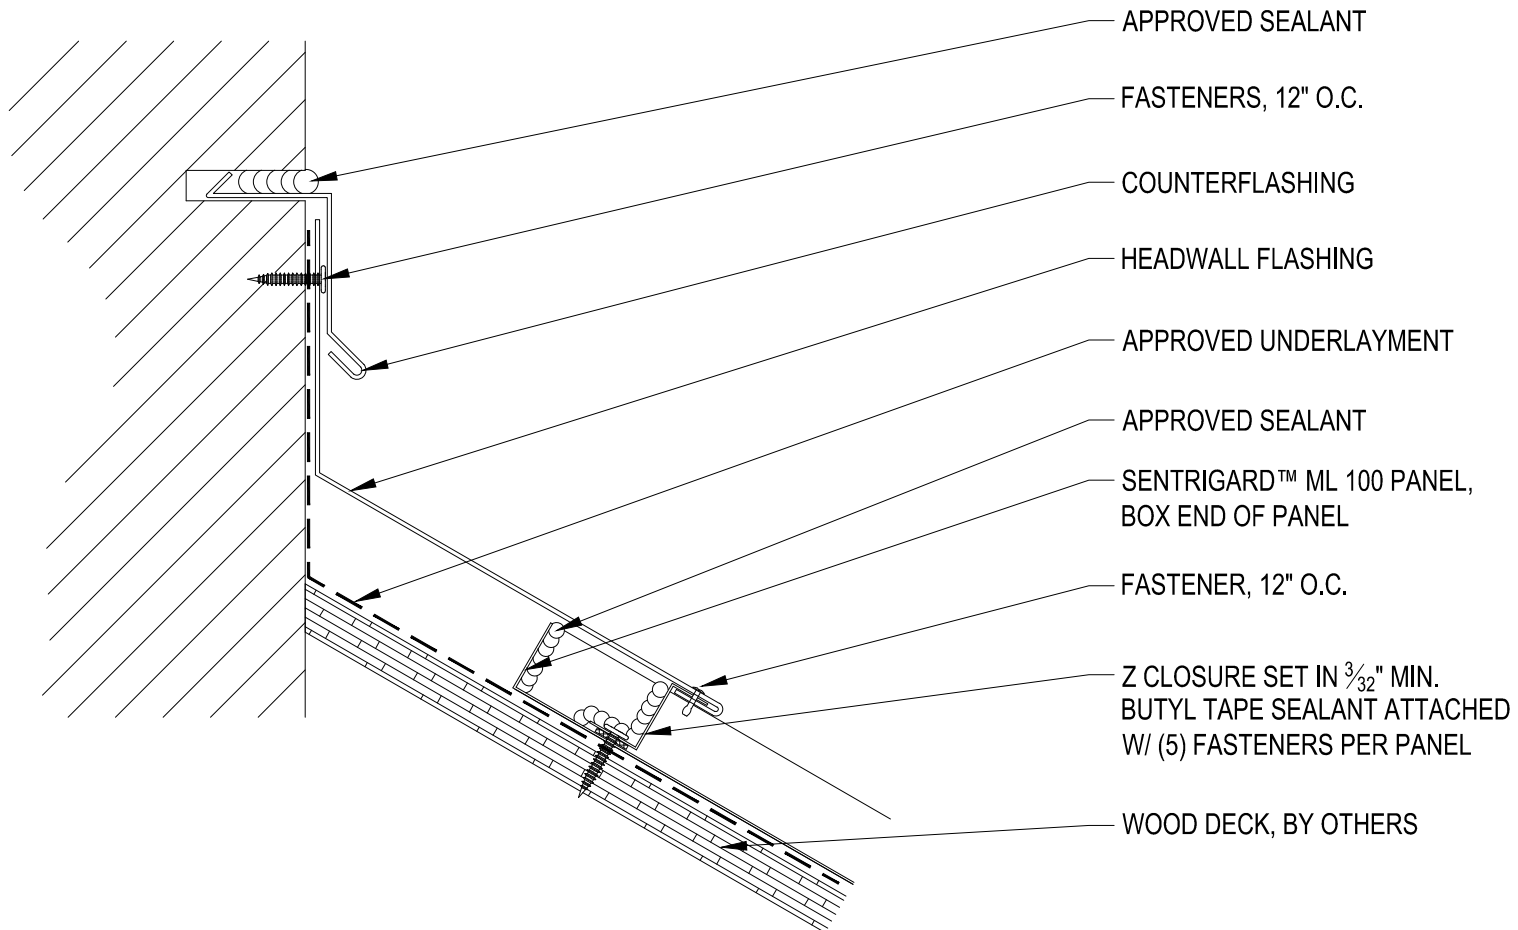 APPROVED SEALANT
FASTENERS, 12" O.C.
COUNTERFLASHING
HEADWALL FLASHING
APPROVED UNDERLAYMENT
APPROVED SEALANT
SENTRIGARD™ ML 100 PANEL,
BOX END OF PANEL
FASTENER, 12" O.C.
Z CLOSURE SET IN 3⁄32" MIN.
BUTYL TAPE SEALANT ATTACHED
W/ (5) FASTENERS PER PANEL
WOOD DECK, BY OTHERS